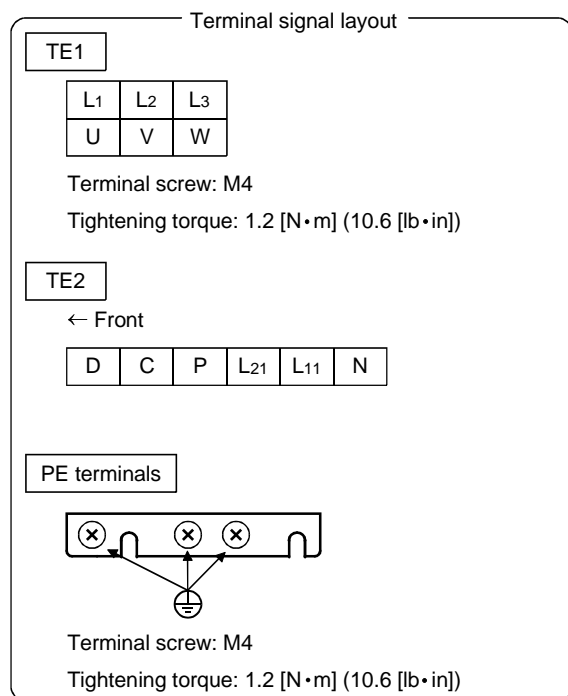 Terminal signal layout
TE1
L1 L2 L3
U V W
Terminal screw: M4
Tightening torque: 1.2 [N•m] (10.6 [lb•in])
TE2
← Front
D C P L21 L11 N
PE terminals
Terminal screw: M4
Tightening torque: 1.2 [N•m] (10.6 [lb•in])